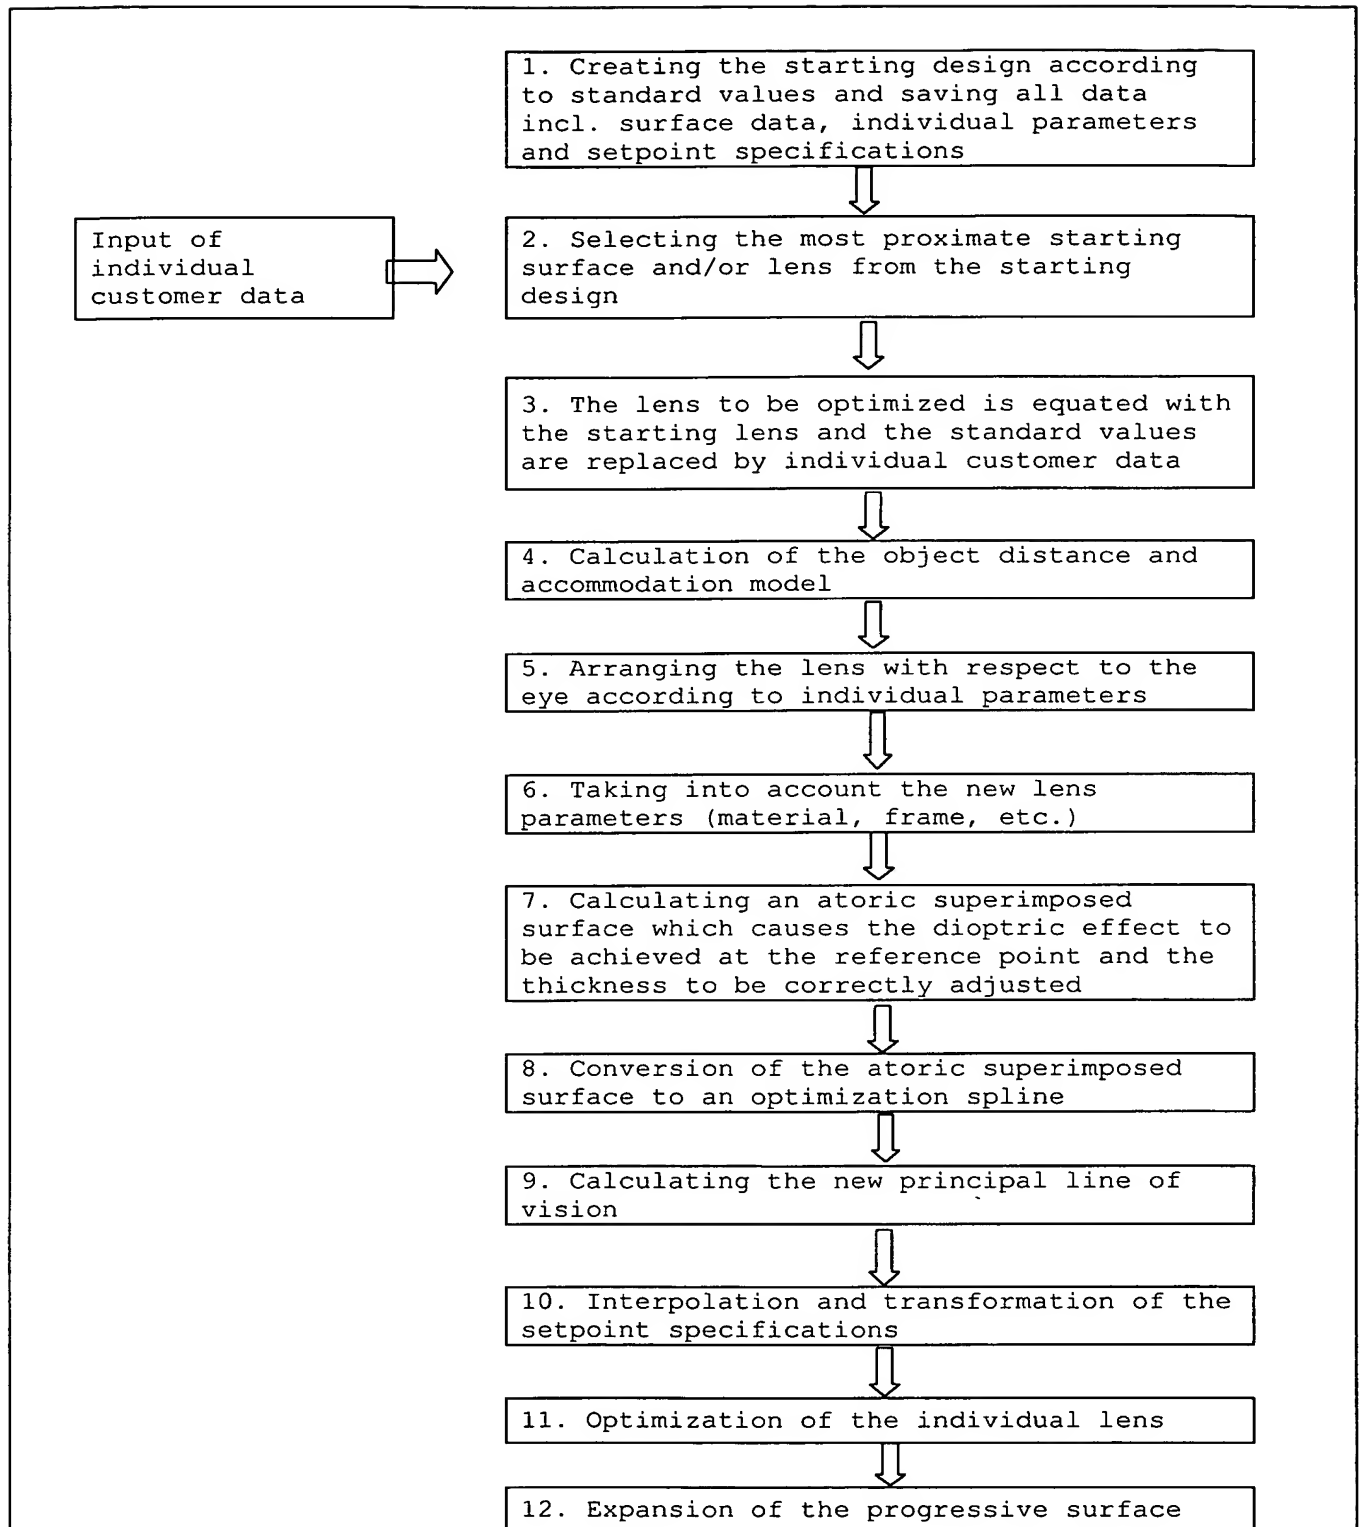 1. Creating the starting design according
to standard values and saving all data
incl. surface data, individual parameters
and setpoint specifications
Input of
individual
customer data
2. Selecting the most proximate starting
surface and/or lens from the starting
design
3. The lens to be optimized is equated with
the starting lens and the standard values
are replaced by individual customer data
4. Calculation of the object distance and
accommodation model
5. Arranging the lens with respect to the
eye according to individual parameters
6. Taking into account the new lens
parameters (material, frame, etc.)
7. Calculating an atoric superimposed
surface which causes the dioptric effect to
be achieved at the reference point and the
thickness to be correctly adjusted
8. Conversion of the atoric superimposed
surface to an optimization spline
9. Calculating the new principal line of
vision
10. Interpolation and transformation of the
setpoint specifications
11. Optimization of the individual lens
12. Expansion of the progressive surface